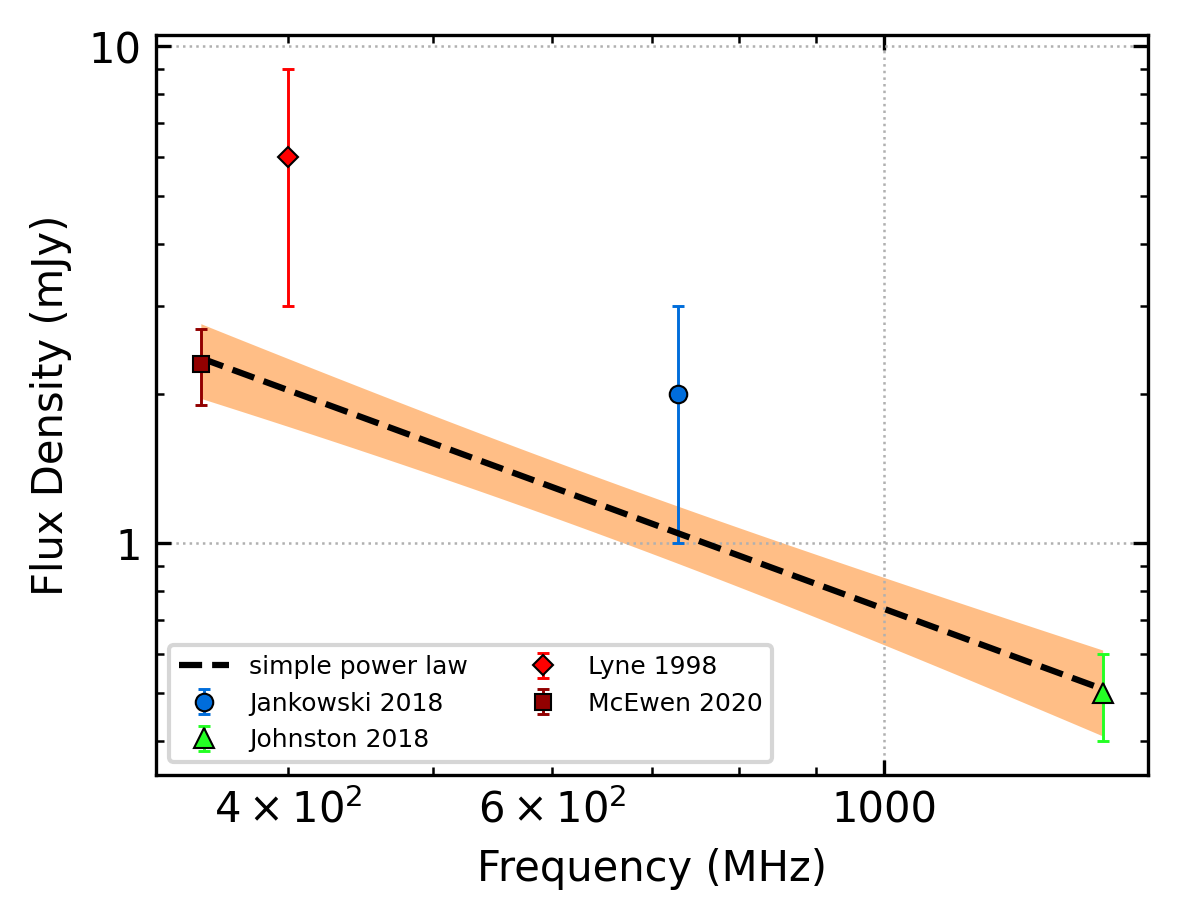 10
1
Flux Density (mJy)
simple power law
Jankowski 2018
Johnston 2018
Lyne 1998
McEwen 2020
4 × 10²
6 × 10²
1000
Frequency (MHz)